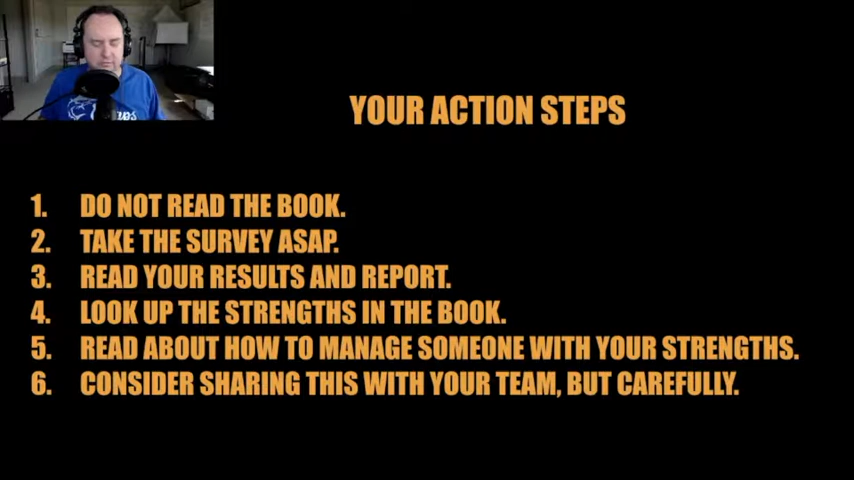 YOUR ACTION STEPS
1. DO NOT READ THE BOOK.
2. TAKE THE SURVEY ASAP.
3. READ YOUR RESULTS AND REPORT.
4. LOOK UP THE STRENGTHS IN THE BOOK.
5. READ ABOUT HOW TO MANAGE SOMEONE WITH YOUR STRENGTHS.
6. CONSIDER SHARING THIS WITH YOUR TEAM, BUT CAREFULLY.